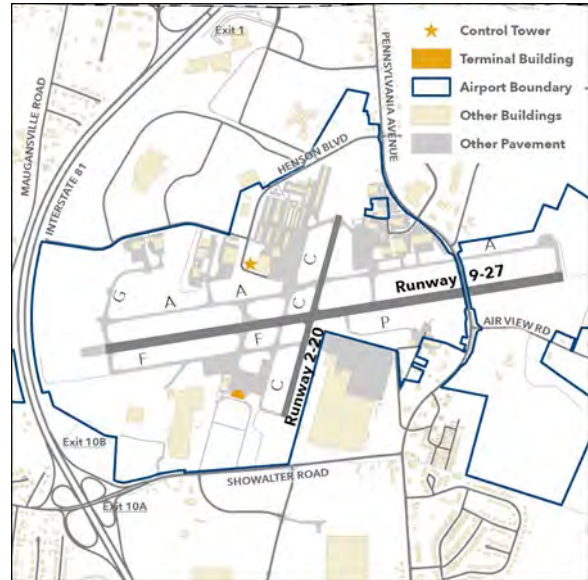 Exit 1
Control Tower
Terminal Building
Airport Boundary
Other Buildings
Other Pavement
PENNSYLVANIA AVENUE
MAUGANSVILLE ROAD
INTERSTATE 81
HENSON BLVD
A
C
G
A
A
C
Runway 9-27
F
F
P
AIR VIEW RD
C
Runway 2-20
Exit 10B
SHOWALTER ROAD
Exit 10A